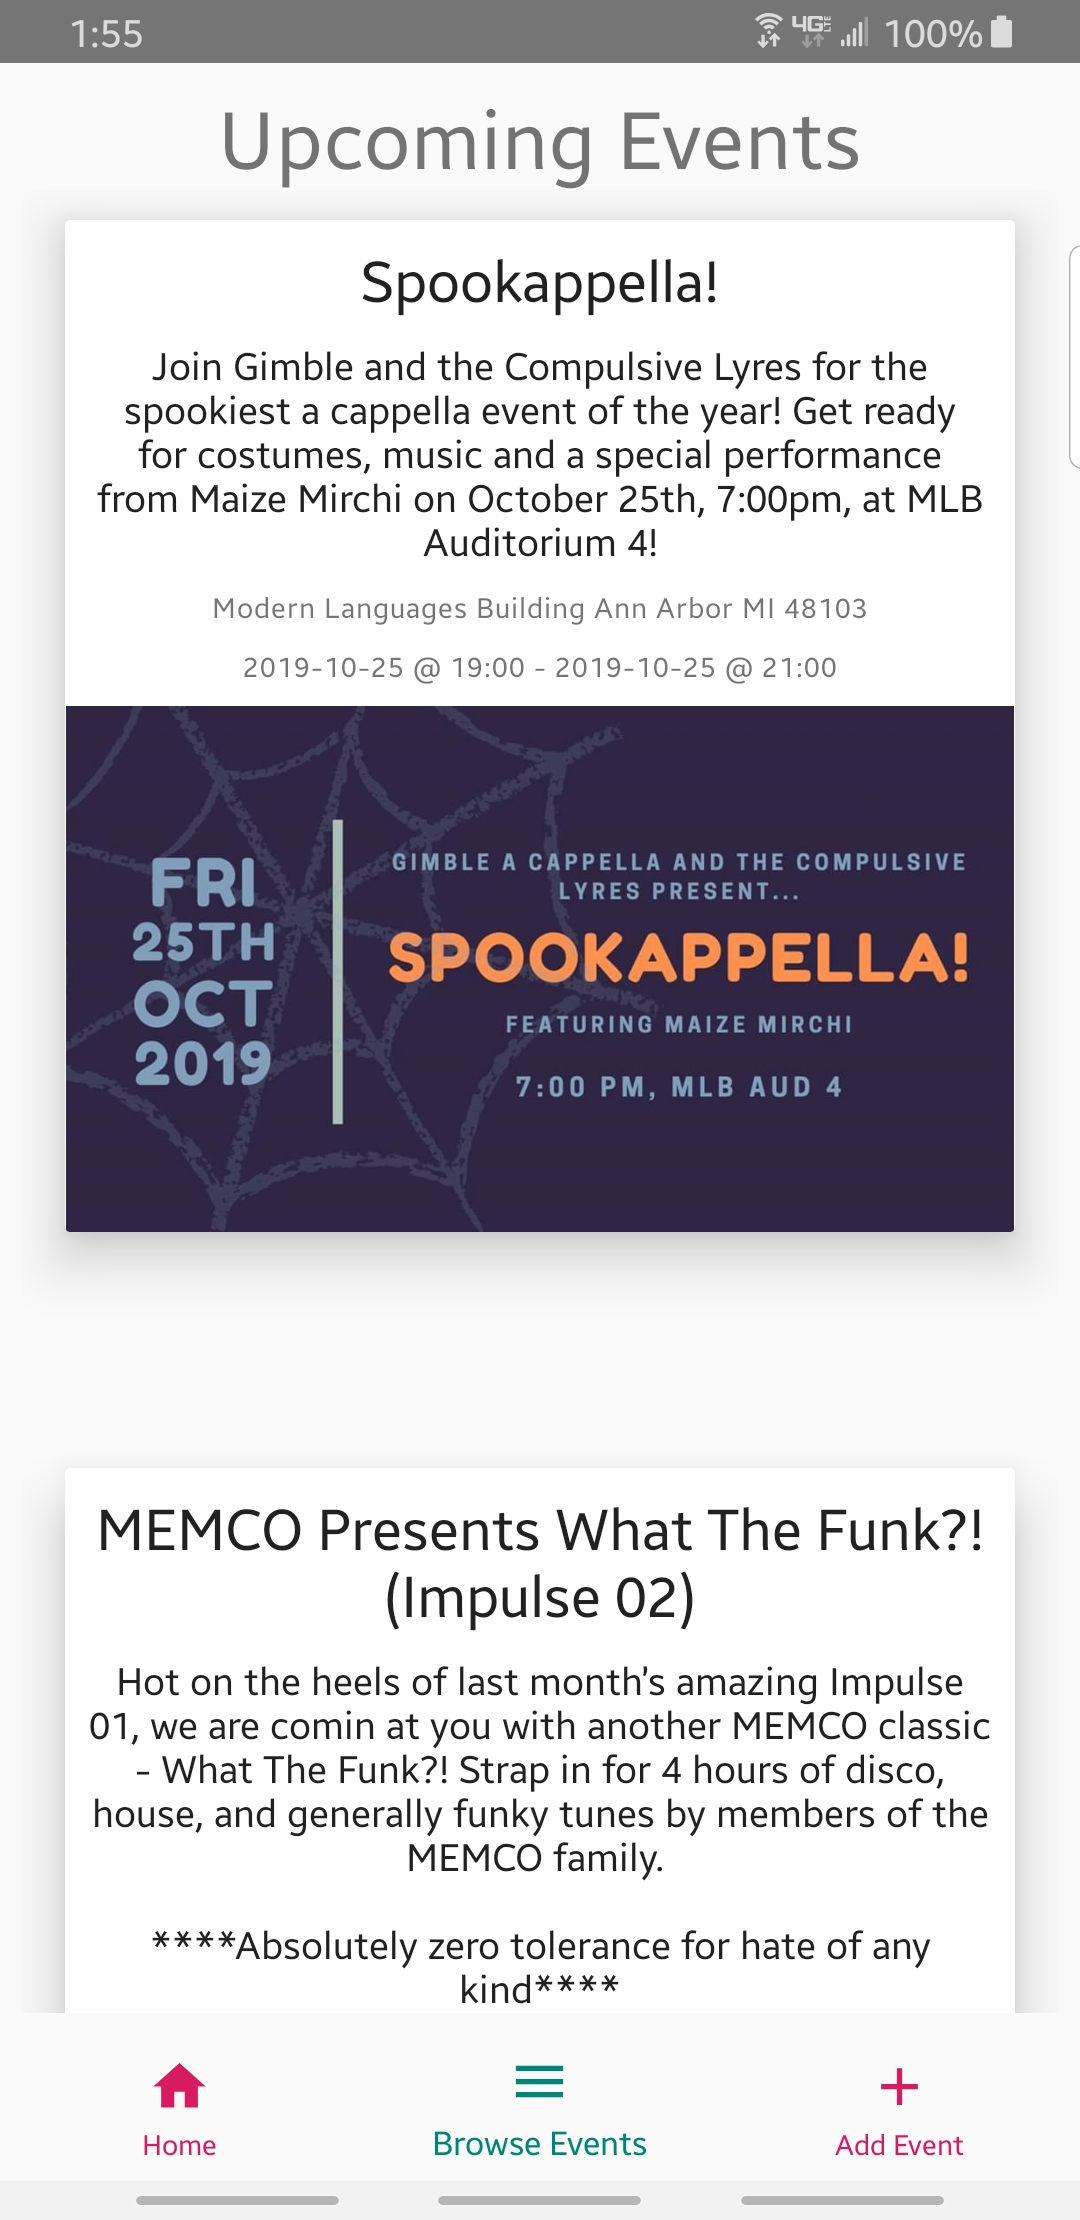 1:55
4G LTE
100%
Upcoming Events
Spookappella!
Join Gimble and the Compulsive Lyres for the
spookiest a cappella event of the year! Get ready
for costumes, music and a special performance
from Maize Mirchi on October 25th, 7:00pm, at MLB
Auditorium 4!
Modern Languages Building Ann Arbor MI 48103
2019-10-25 @ 19:00 - 2019-10-25 @ 21:00
FRI
25TH
OCT
2019
GIMBLE A CAPPELLA AND THE COMPULSIVE
LYRES PRESENT...
SPOOKAPPELLA!
FEATURING MAIZE MIRCHI
7:00 PM, MLB AUD 4
MEMCO Presents What The Funk?!
(Impulse 02)
Hot on the heels of last month's amazing Impulse
01, we are comin at you with another MEMCO classic
- What The Funk?! Strap in for 4 hours of disco,
house, and generally funky tunes by members of the
MEMCO family.
****Absolutely zero tolerance for hate of any
kind****
Home
Browse Events
Add Event